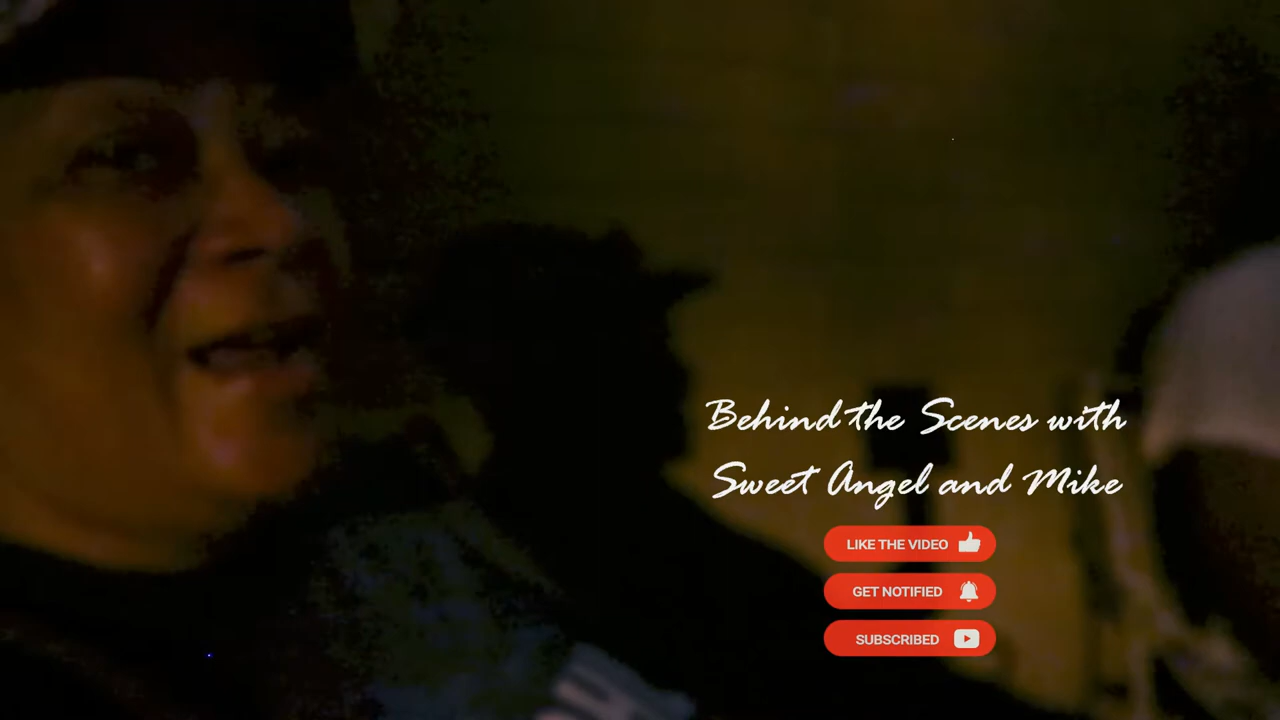 Behind the Scenes with
Sweet Angel and Mike
LIKE THE VIDEO
GET NOTIFIED
SUBSCRIBED